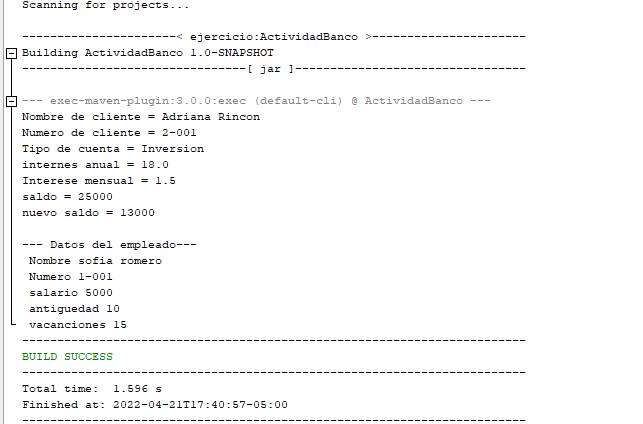 Scanning for projects...
----------------------< ejercicio:ActividadBanco >----------------------
Building ActividadBanco 1.0-SNAPSHOT
--------------------------------[ jar ]---------------------------------
--- exec-maven-plugin:3.0.0:exec (default-cli) @ ActividadBanco ---
Nombre de cliente = Adriana Rincon
Numero de cliente = 2-001
Tipo de cuenta = Inversion
internes anual = 18.0
Interese mensual = 1.5
saldo = 25000
nuevo saldo = 13000
--- Datos del empleado---
Nombre sofia romero
Numero 1-001
salario 5000
antiguedad 10
vacanciones 15
------------------------------------------------------------------------
BUILD SUCCESS
------------------------------------------------------------------------
Total time:  1.596 s
Finished at: 2022-04-21T17:40:57-05:00
------------------------------------------------------------------------